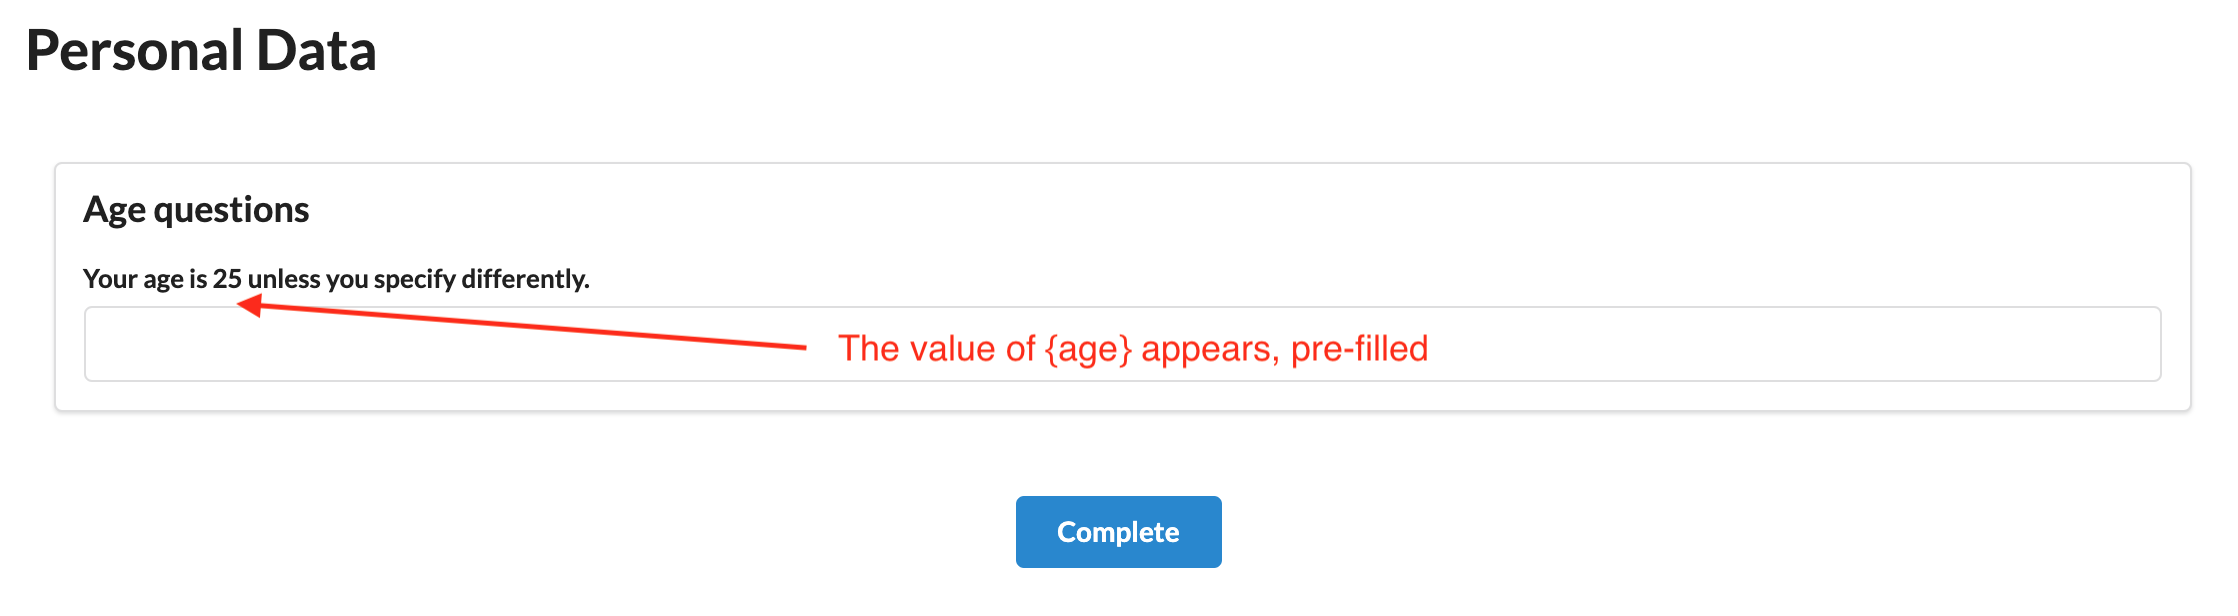 Personal Data
Age questions
Your age is 25 unless you specify differently.
The value of {age} appears, pre-filled
Complete